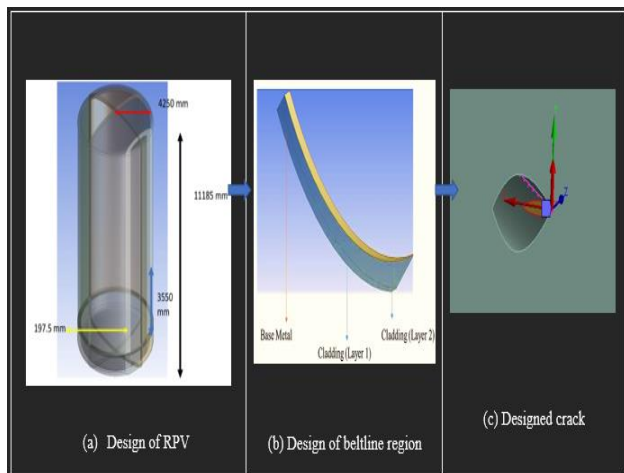 4250 mm
11185 mm
3550
mm
197.5 mm
(a) Design of RPV
Base Metal
Cladding (Layer 1)
Cladding (Layer 2)
(b) Design of beltline region
Z
(c) Designed crack